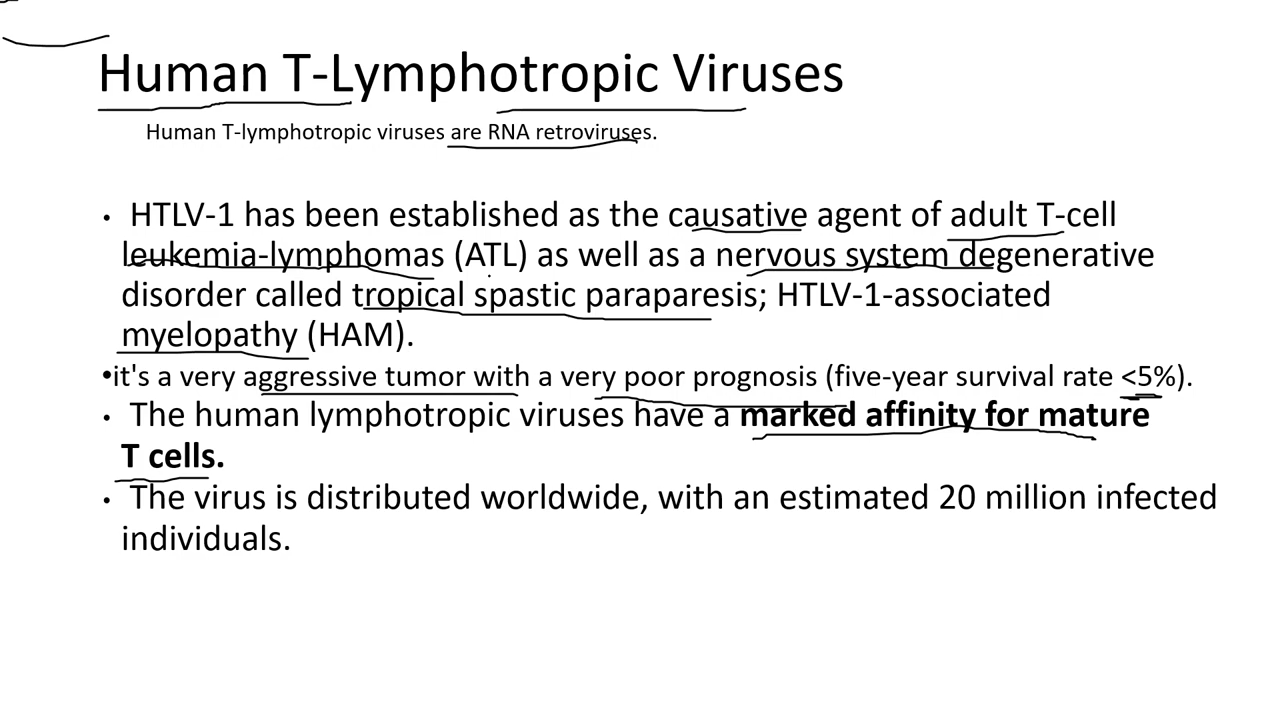 Human T-Lymphotropic Viruses
Human T-lymphotropic viruses are RNA retroviruses.
• HTLV-1 has been established as the causative agent of adult T-cell
leukemia-lymphomas (ATL) as well as a nervous system degenerative
disorder called tropical spastic paraparesis; HTLV-1-associated
myelopathy (HAM).
•it's a very aggressive tumor with a very poor prognosis (five-year survival rate <5%).
• The human lymphotropic viruses have a marked affinity for mature
T cells.
• The virus is distributed worldwide, with an estimated 20 million infected
individuals.